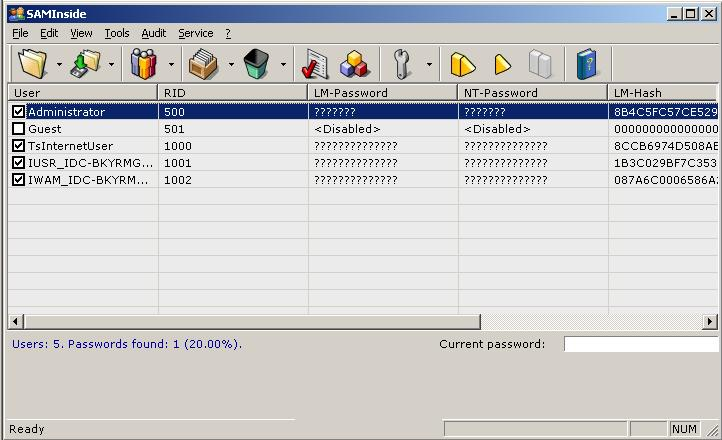 SAMInside
File Edit View Tools Audit Service ?
User RID LM-Password NT-Password LM-Hash
Administrator 500 ??????? ??????? 8B4C5FC57CE529
Guest 501 <Disabled> <Disabled> 00000000000000
TsInternetUser 1000 ?????????????? ?????????????? 8CCB6974D508AE
IUSR_IDC-BKYRMG... 1001 ?????????????? ?????????????? 1B3C029BF7C353
IWAM_IDC-BKYRM... 1002 ?????????????? ?????????????? 087A6C0006586A
Users: 5. Passwords found: 1 (20.00%). Current password:
Ready NUM